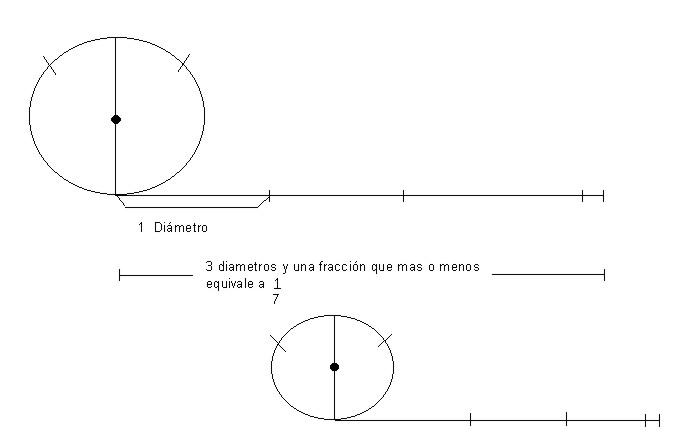 1 Diámetro
3 diametros y una fracción que mas o menos
equivale a 1
7